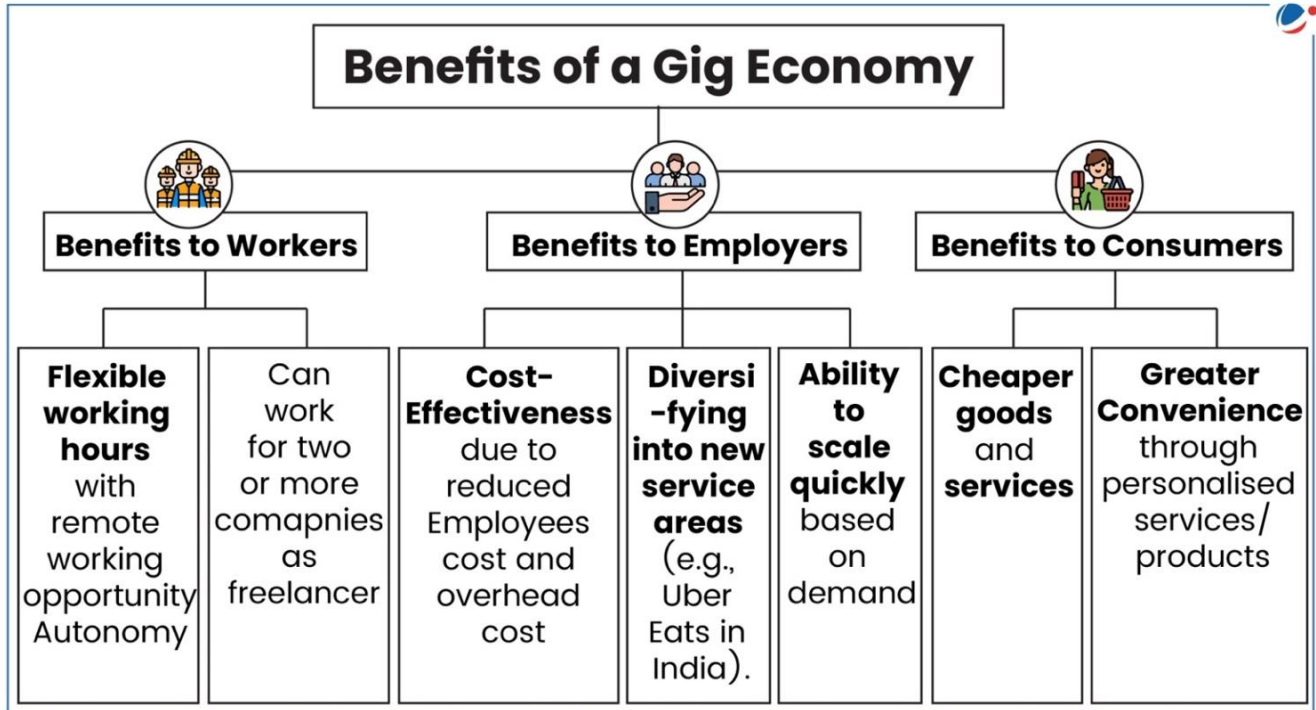 Benefits of a Gig Economy
Benefits to Workers
Benefits to Employers
Benefits to Consumers
Flexible
working
hours
with
remote
working
opportunity
Autonomy
Can
work
for two
or more
comapnies
as
freelancer
Cost-
Effectiveness
due to
reduced
Employees
cost and
overhead
cost
Diversi
-fying
into new
service
areas
(e.g.,
Uber
Eats in
India).
Ability
to
scale
quickly
based
on
demand
Cheaper
goods
and
services
Greater
Convenience
through
personalised
services/
products